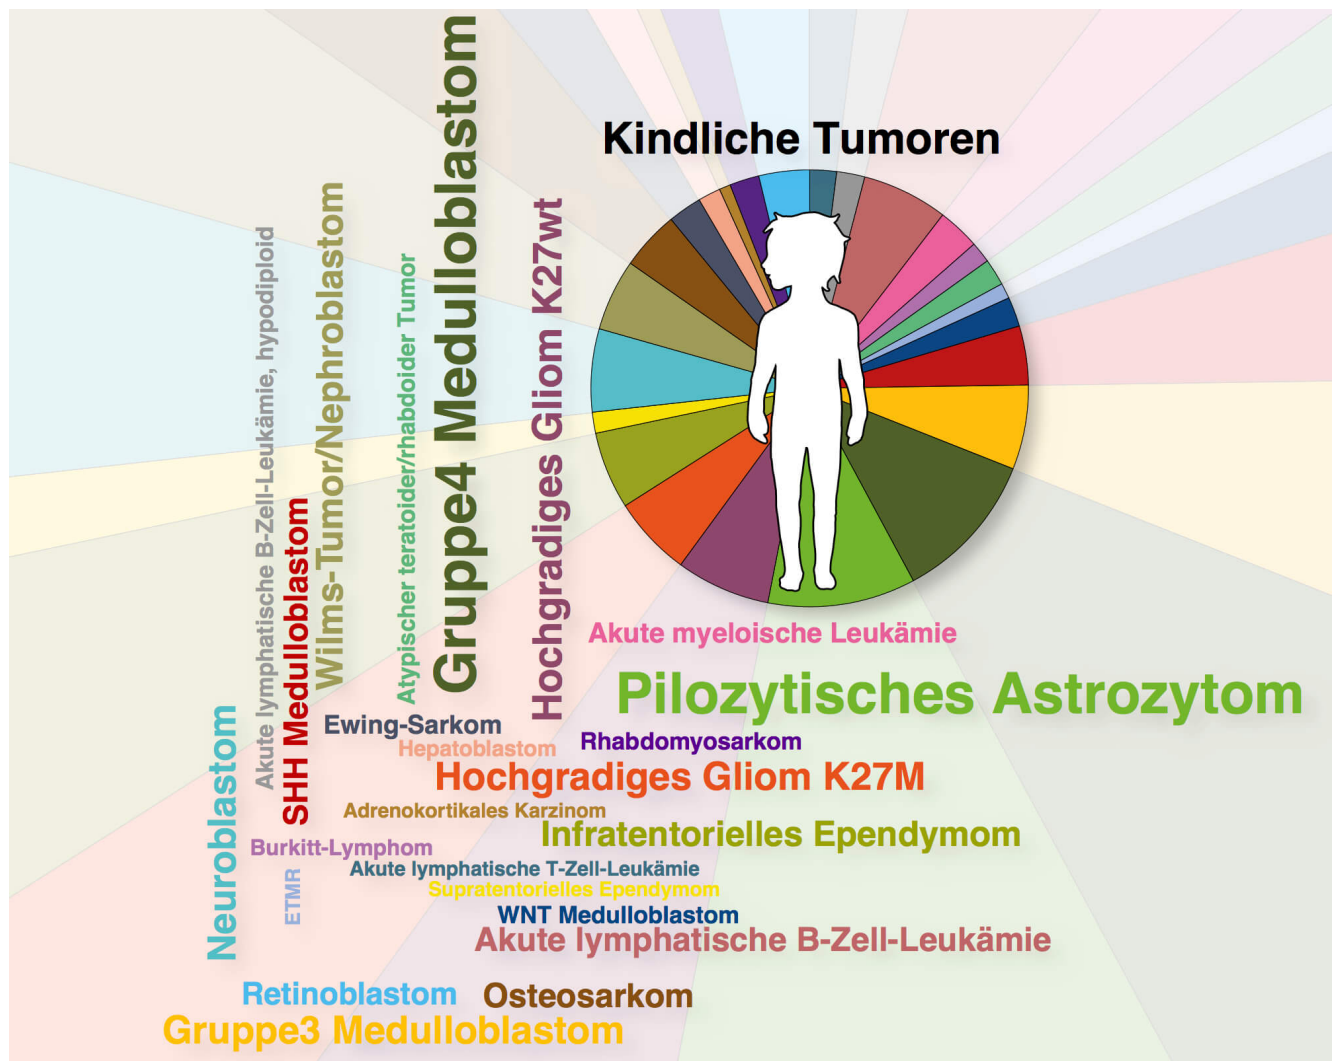 Kindliche Tumoren
Gruppe4 Medulloblastom
Hochgradiges Gliom K27wt
Wilms-Tumor/Nephroblastom
Akute lymphatische B-Zell-Leukämie, hypodiploid
Atypischer teratoider/rhabdoider Tumor
SHH Medulloblastom
Neuroblastom
Akute myeloische Leukämie
Pilozytisches Astrozytom
Ewing-Sarkom
Rhabdomyosarkom
Hepatoblastom
Hochgradiges Gliom K27M
Adrenokortikales Karzinom
Infratentorielles Ependymom
Burkitt-Lymphom
Akute lymphatische T-Zell-Leukämie
ETMR
Supratentorielles Ependymom
WNT Medulloblastom
Akute lymphatische B-Zell-Leukämie
Retinoblastom
Osteosarkom
Gruppe3 Medulloblastom